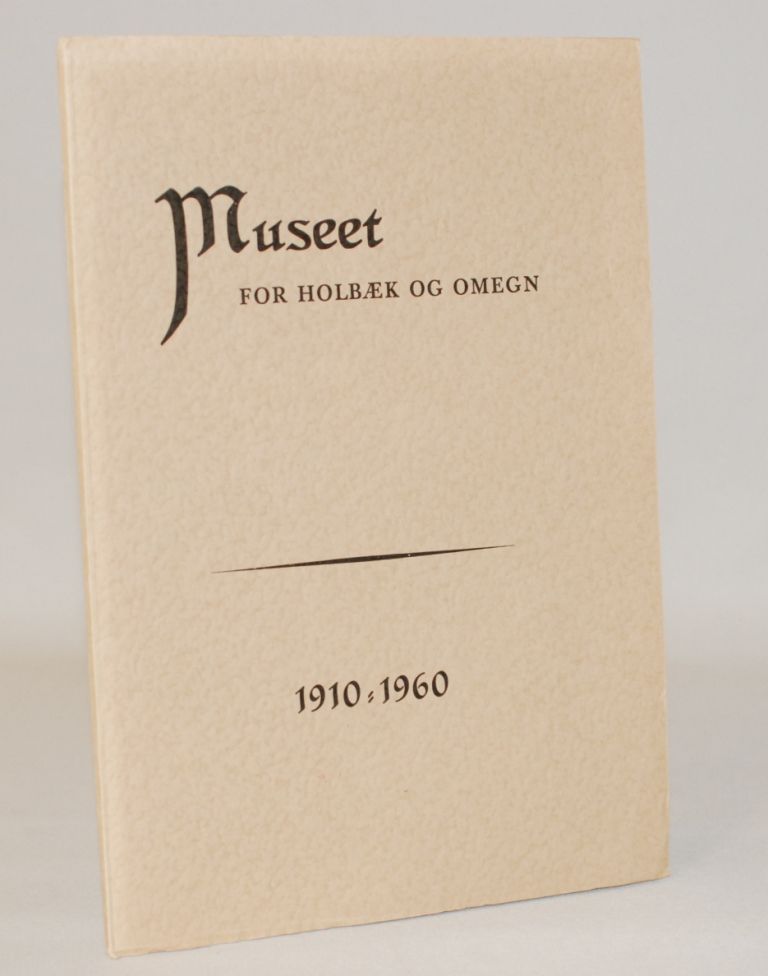 Museet
FOR HOLBÆK OG OMEGN
1910-1960